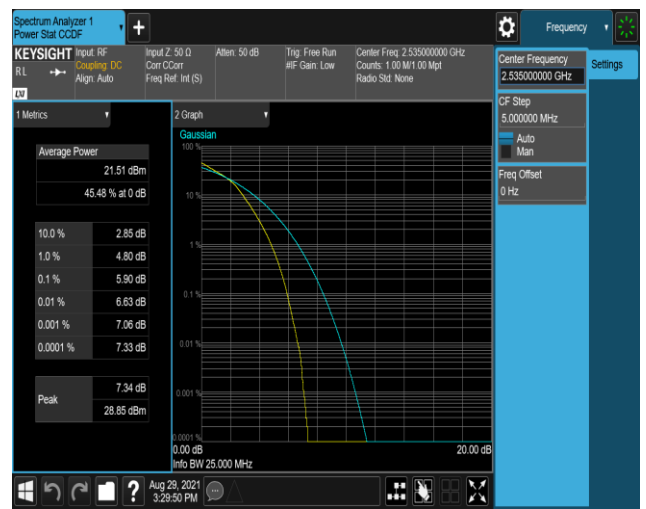 Spectrum Analyzer 1
Power Stat CCDF
Frequency
KEYSIGHT
RL
LXI
Input: RF
Coupling: DC
Align: Auto
Input Z: 50 Ω
Corr CCorr
Freq Ref: Int (S)
Atten: 50 dB
Trig: Free Run
#IF Gain: Low
Center Freq: 2.535000000 GHz
Counts: 1.00 M/1.00 Mpt
Radio Std: None
Center Frequency
2.535000000 GHz
Settings
CF Step
5.000000 MHz
Auto
Man
Freq Offset
0 Hz
1 Metrics
Average Power
21.51 dBm
45.48 % at 0 dB
10.0 % 2.85 dB
1.0 % 4.80 dB
0.1 % 5.90 dB
0.01 % 6.63 dB
0.001 % 7.06 dB
0.0001 % 7.33 dB
Peak
7.34 dB
28.85 dBm
2 Graph
Gaussian
100 %
10 %
1 %
0.1 %
0.01 %
0.001 %
0.0001 %
0.00 dB 20.00 dB
Info BW 25.000 MHz
Aug 29, 2021
3:29:50 PM